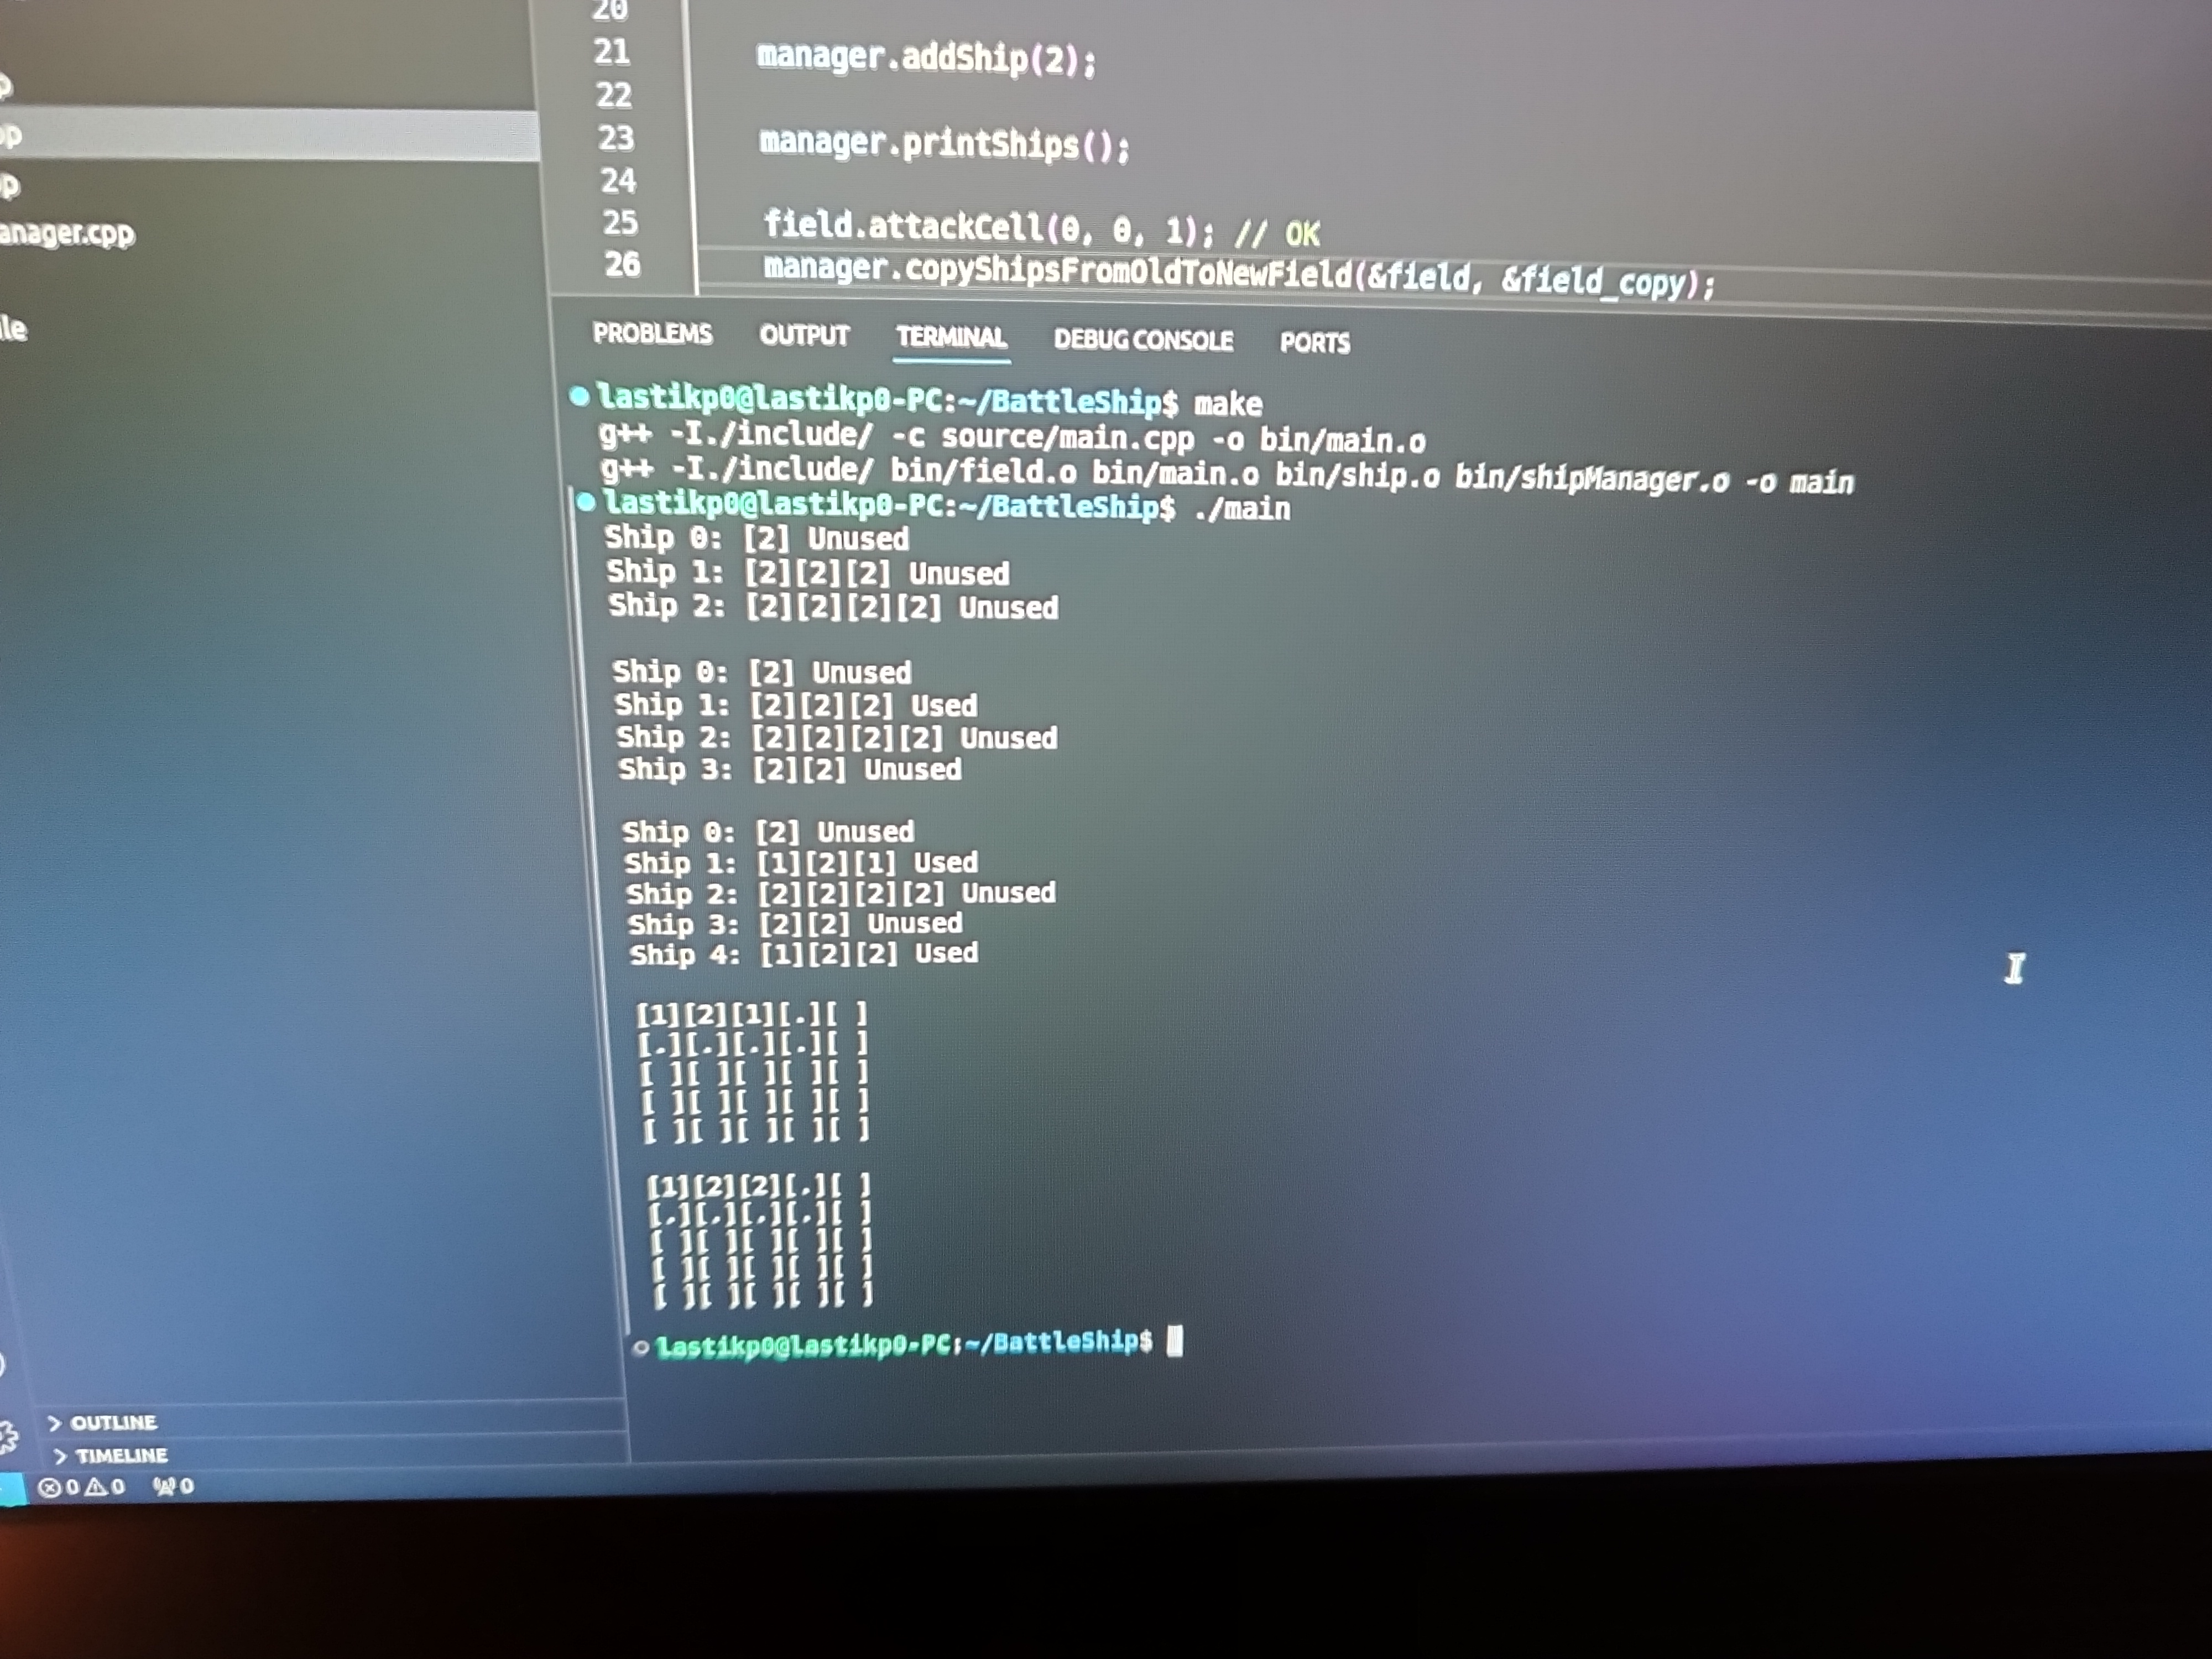 20
21 manager.addShip(2);
22
23 manager.printShips();
24
25 field.attackCell(0, 0, 1); // OK
26 manager.copyShipsFromOldToNewField(&field, &field_copy);
p
pp
p
anager.cpp
ile
PROBLEMS OUTPUT TERMINAL DEBUG CONSOLE PORTS
lastikp0@lastikp0-PC:~/BattleShip$ make
g++ -I./include/ -c source/main.cpp -o bin/main.o
g++ -I./include/ bin/field.o bin/main.o bin/ship.o bin/shipManager.o -o main
lastikp0@lastikp0-PC:~/BattleShip$ ./main
Ship 0: [2] Unused
Ship 1: [2][2][2] Unused
Ship 2: [2][2][2][2] Unused
Ship 0: [2] Unused
Ship 1: [2][2][2] Used
Ship 2: [2][2][2][2] Unused
Ship 3: [2][2] Unused
Ship 0: [2] Unused
Ship 1: [1][2][1] Used
Ship 2: [2][2][2][2] Unused
Ship 3: [2][2] Unused
Ship 4: [1][2][2] Used
[1][2][1][.][ ]
[.][.][.][.][ ]
[ ][ ][ ][ ][ ]
[ ][ ][ ][ ][ ]
[ ][ ][ ][ ][ ]
[1][2][2][.][ ]
[.][.][.][.][ ]
[ ][ ][ ][ ][ ]
[ ][ ][ ][ ][ ]
[ ][ ][ ][ ][ ]
lastikp0@lastikp0-PC:~/BattleShip$
> OUTLINE
> TIMELINE
0 0 0